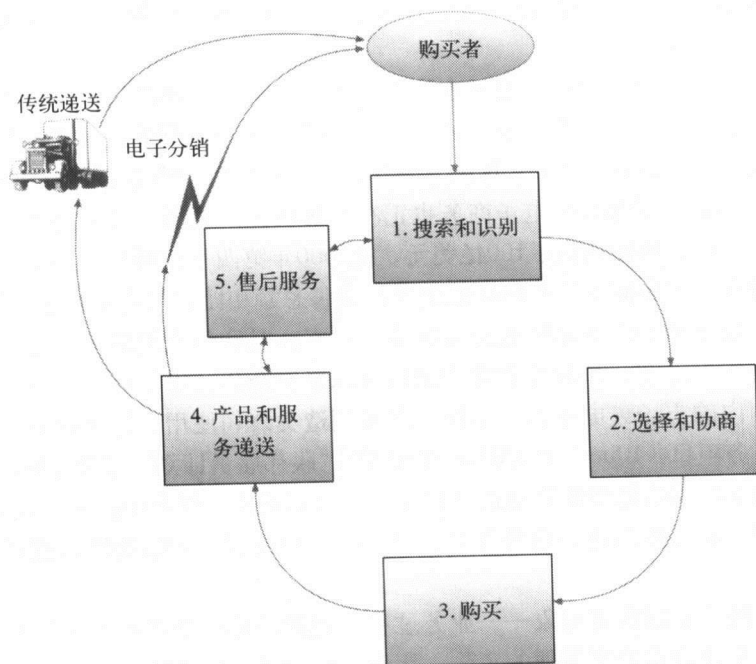 购买者
传统递送
电子分销
1. 搜索和识别
5. 售后服务
2. 选择和协商
4. 产品和服
务递送
3. 购买